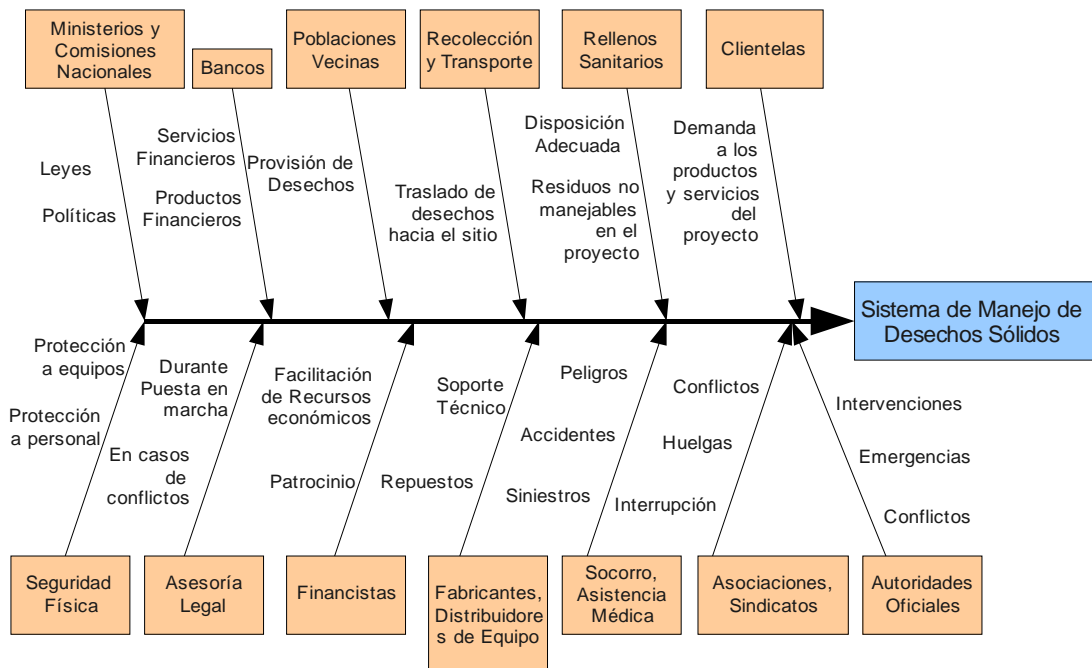 Ministerios y
Comisiones
Nacionales
Bancos
Poblaciones
Vecinas
Recolección
y Transporte
Rellenos
Sanitarios
Clientelas
Leyes
Políticas
Servicios
Financieros
Productos
Financieros
Provisión de
Desechos
Traslado de
desechos
hacia el sitio
Disposición
Adecuada
Residuos no
manejables
en el
proyecto
Demanda
a los
productos
y servicios
del
proyecto
Sistema de Manejo de
Desechos Sólidos
Protección
a equipos
Protección
a personal
Durante
Puesta en
marcha
En casos
de
conflictos
Facilitación
de Recursos
económicos
Patrocinio
Soporte
Técnico
Repuestos
Peligros
Accidentes
Siniestros
Conflictos
Huelgas
Interrupción
Intervenciones
Emergencias
Conflictos
Seguridad
Física
Asesoría
Legal
Financistas
Fabricantes,
Distribuidore
s de Equipo
Socorro,
Asistencia
Médica
Asociaciones,
Sindicatos
Autoridades
Oficiales